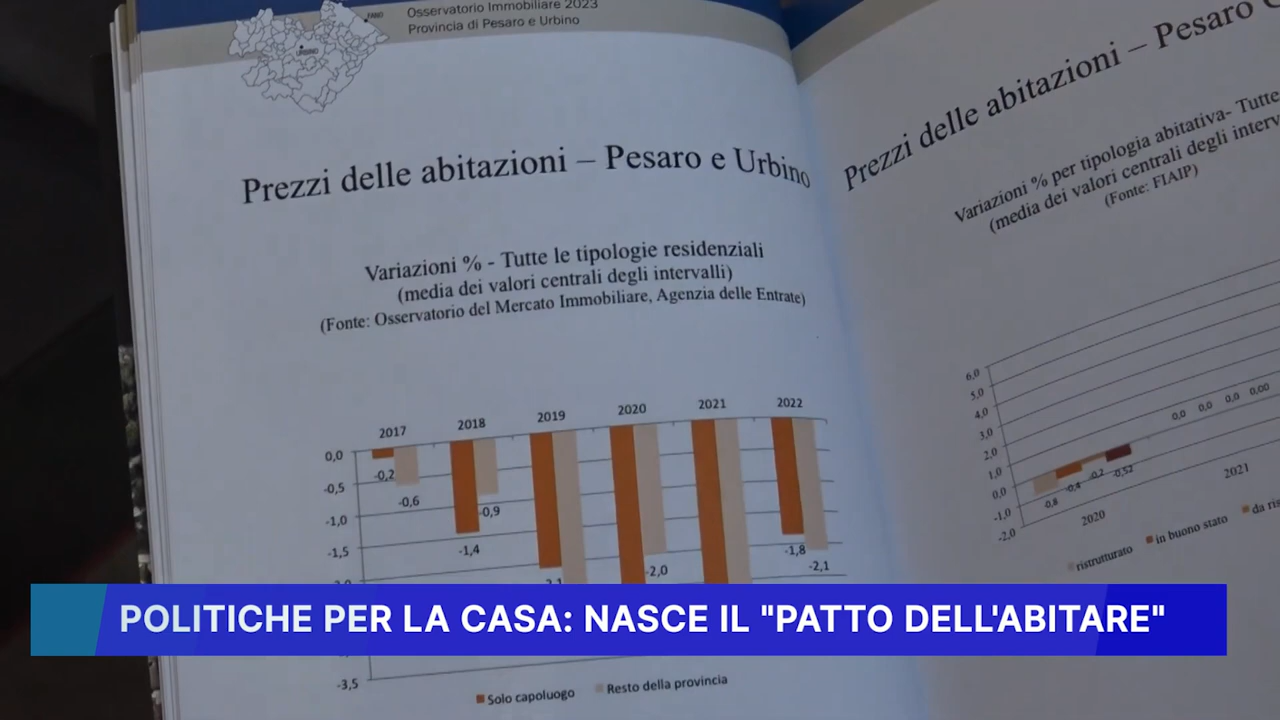 Osservatorio Immobiliare 2023
Provincia di Pesaro e Urbino
FANO
URBINO
Prezzi delle abitazioni – Pesaro e Urbino
Variazioni % - Tutte le tipologie residenziali
(media dei valori centrali degli intervalli)
(Fonte: Osservatorio del Mercato Immobiliare, Agenzia delle Entrate)
2017 2018 2019 2020 2021 2022
0,0
-0,5
-1,0
-1,5
-0,2
-0,6
-1,4
-0,9
-2,0
-1,8
-2,1
-3,5
Solo capoluogo Resto della provincia
Prezzi delle abitazioni – Pesaro
Variazioni % per tipologia abitativa- Tutte
(media dei valori centrali degli
(Fonte: FIAIP)
6,0
5,0
4,0
3,0
2,0
1,0
0,0
-1,0
-2,0
-0,8 -0,4 -0,2 -0,52
0,0 0,0 0,0 0,00
2020 2021
ristrutturato in buono stato da
POLITICHE PER LA CASA: NASCE IL "PATTO DELL'ABITARE"